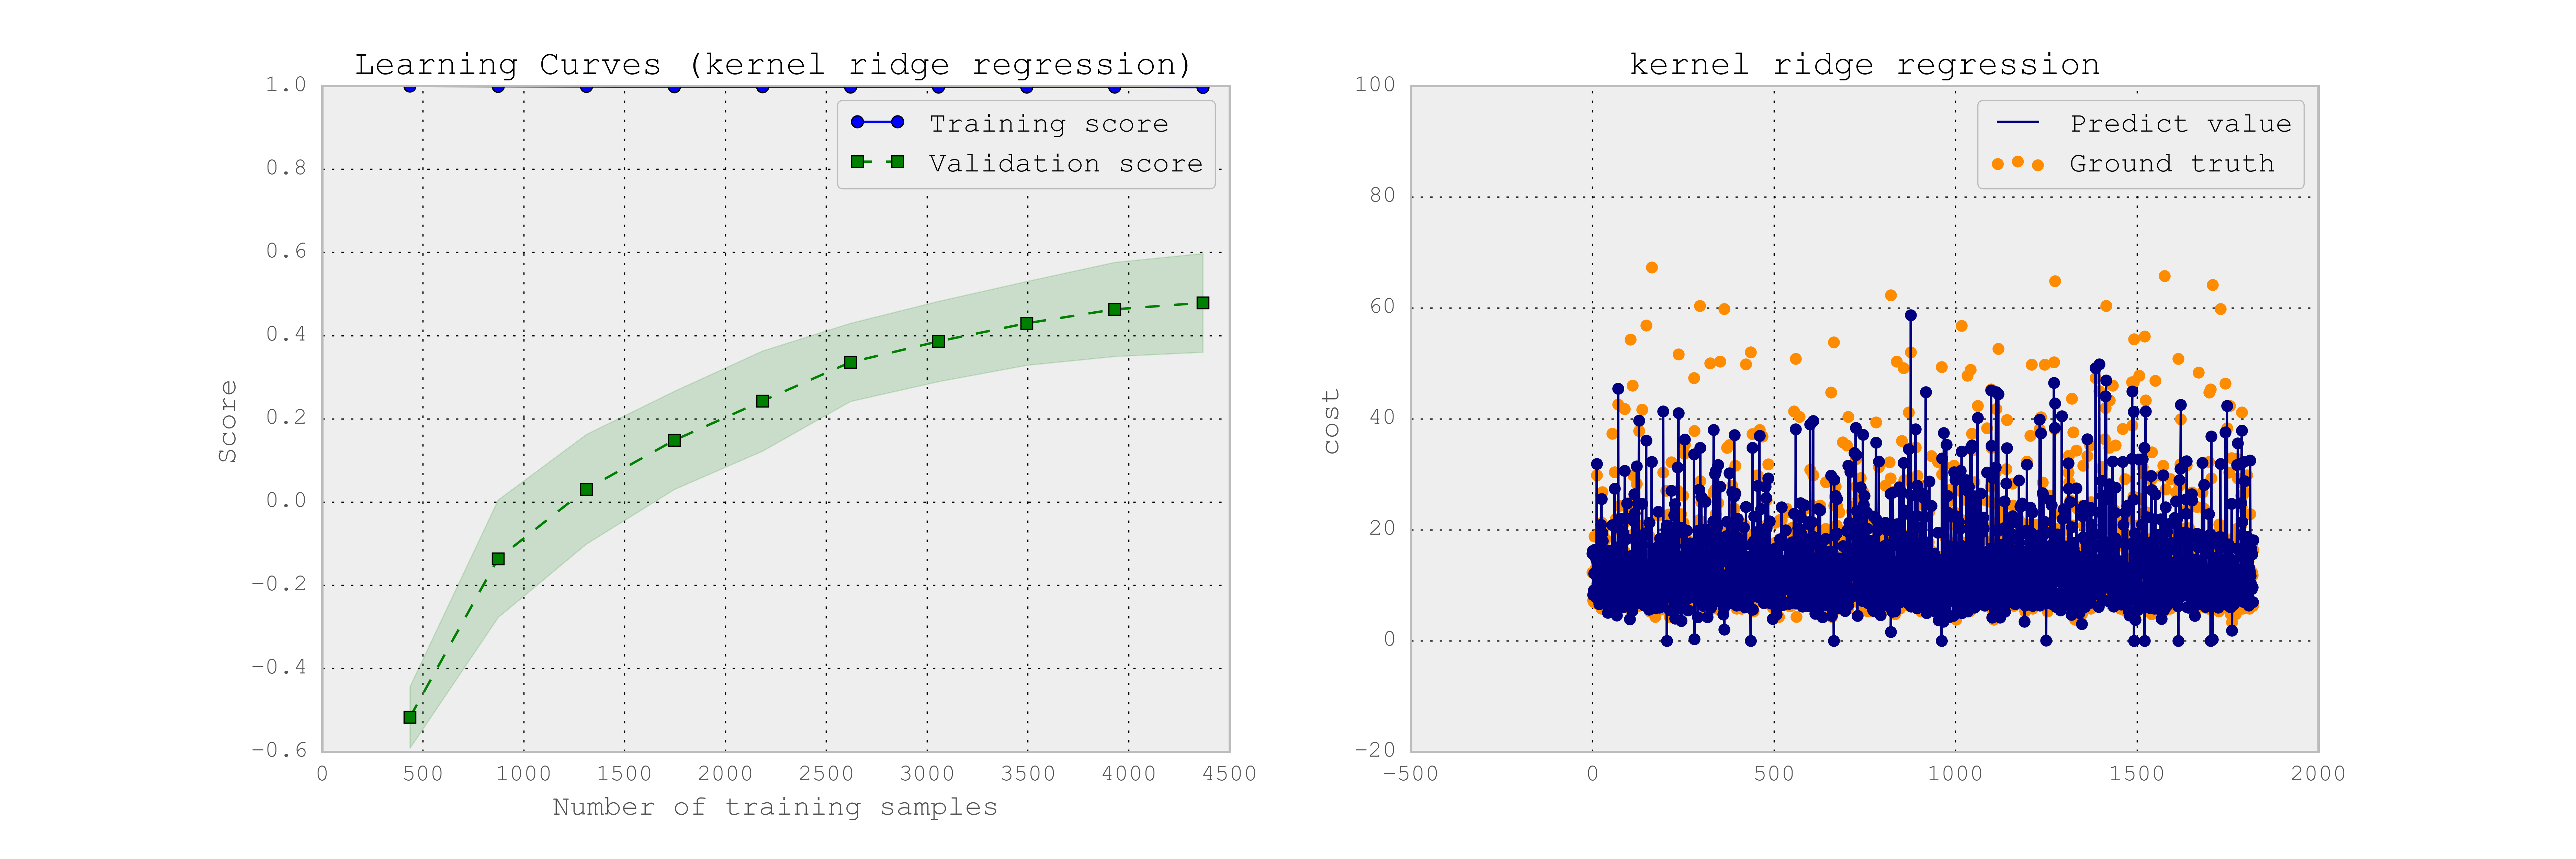 Learning Curves (kernel ridge regression)
1.0
0.8
0.6
0.4
0.2
0.0
−0.2
−0.4
−0.6
Score
Training score
Validation score
0 500 1000 1500 2000 2500 3000 3500 4000 4500
Number of training samples
kernel ridge regression
100
80
60
40
20
0
−20
cost
Predict value
Ground truth
−500 0 500 1000 1500 2000